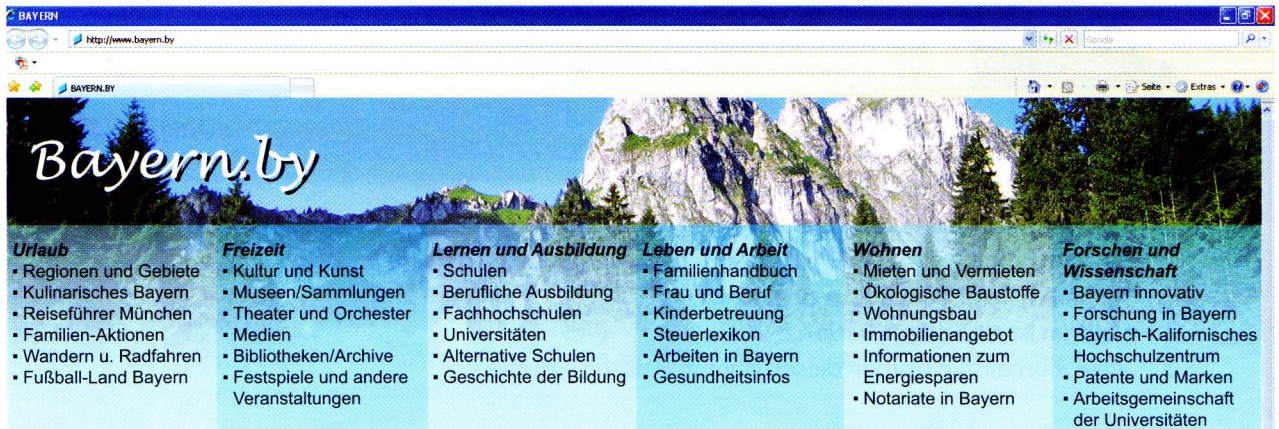 BAYERN
http://www.bayern.by
Google
BAYERN.BY
Seite
Extras
Bayern.by
Urlaub
▪ Regionen und Gebiete
▪ Kulinarisches Bayern
▪ Reiseführer München
▪ Familien-Aktionen
▪ Wandern u. Radfahren
▪ Fußball-Land Bayern
Freizeit
▪ Kultur und Kunst
▪ Museen/Sammlungen
▪ Theater und Orchester
▪ Medien
▪ Bibliotheken/Archive
▪ Festspiele und andere
Veranstaltungen
Lernen und Ausbildung
▪ Schulen
▪ Berufliche Ausbildung
▪ Fachhochschulen
▪ Universitäten
▪ Alternative Schulen
▪ Geschichte der Bildung
Leben und Arbeit
▪ Familienhandbuch
▪ Frau und Beruf
▪ Kinderbetreuung
▪ Steuerlexikon
▪ Arbeiten in Bayern
▪ Gesundheitsinfos
Wohnen
▪ Mieten und Vermieten
▪ Ökologische Baustoffe
▪ Wohnungsbau
▪ Immobilienangebot
▪ Informationen zum
Energiesparen
▪ Notariate in Bayern
Forschen und
Wissenschaft
▪ Bayern innovativ
▪ Forschung in Bayern
▪ Bayrisch-Kalifornisches
Hochschulzentrum
▪ Patente und Marken
▪ Arbeitsgemeinschaft
der Universitäten